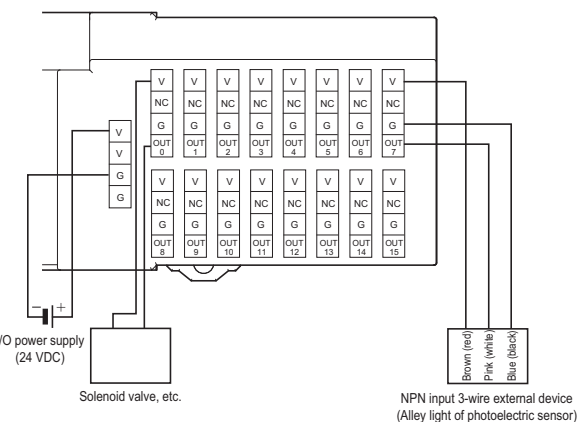 V V V V V V V V
NC NC NC NC NC NC NC NC
G G G G G G G G
OUT OUT OUT OUT OUT OUT OUT OUT
0 1 2 3 4 5 6 7
V
V
G
G
V V V V V V V V
NC NC NC NC NC NC NC NC
G G G G G G G G
OUT OUT OUT OUT OUT OUT OUT OUT
8 9 10 11 12 13 14 15
− +
/O power supply
(24 VDC)
Solenoid valve, etc.
Brown (red)
Pink (white)
Blue (black)
NPN input 3-wire external device
(Alley light of photoelectric sensor)